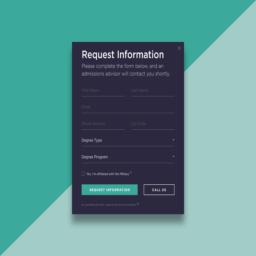 Request Information
Please complete the form below, and an
admissions advisor will contact you shortly.
First Name Last Name
Email
Phone Number Zip Code
Degree Type
Degree Program
Yes, I'm affiliated with the Military
REQUEST INFORMATION CALL US